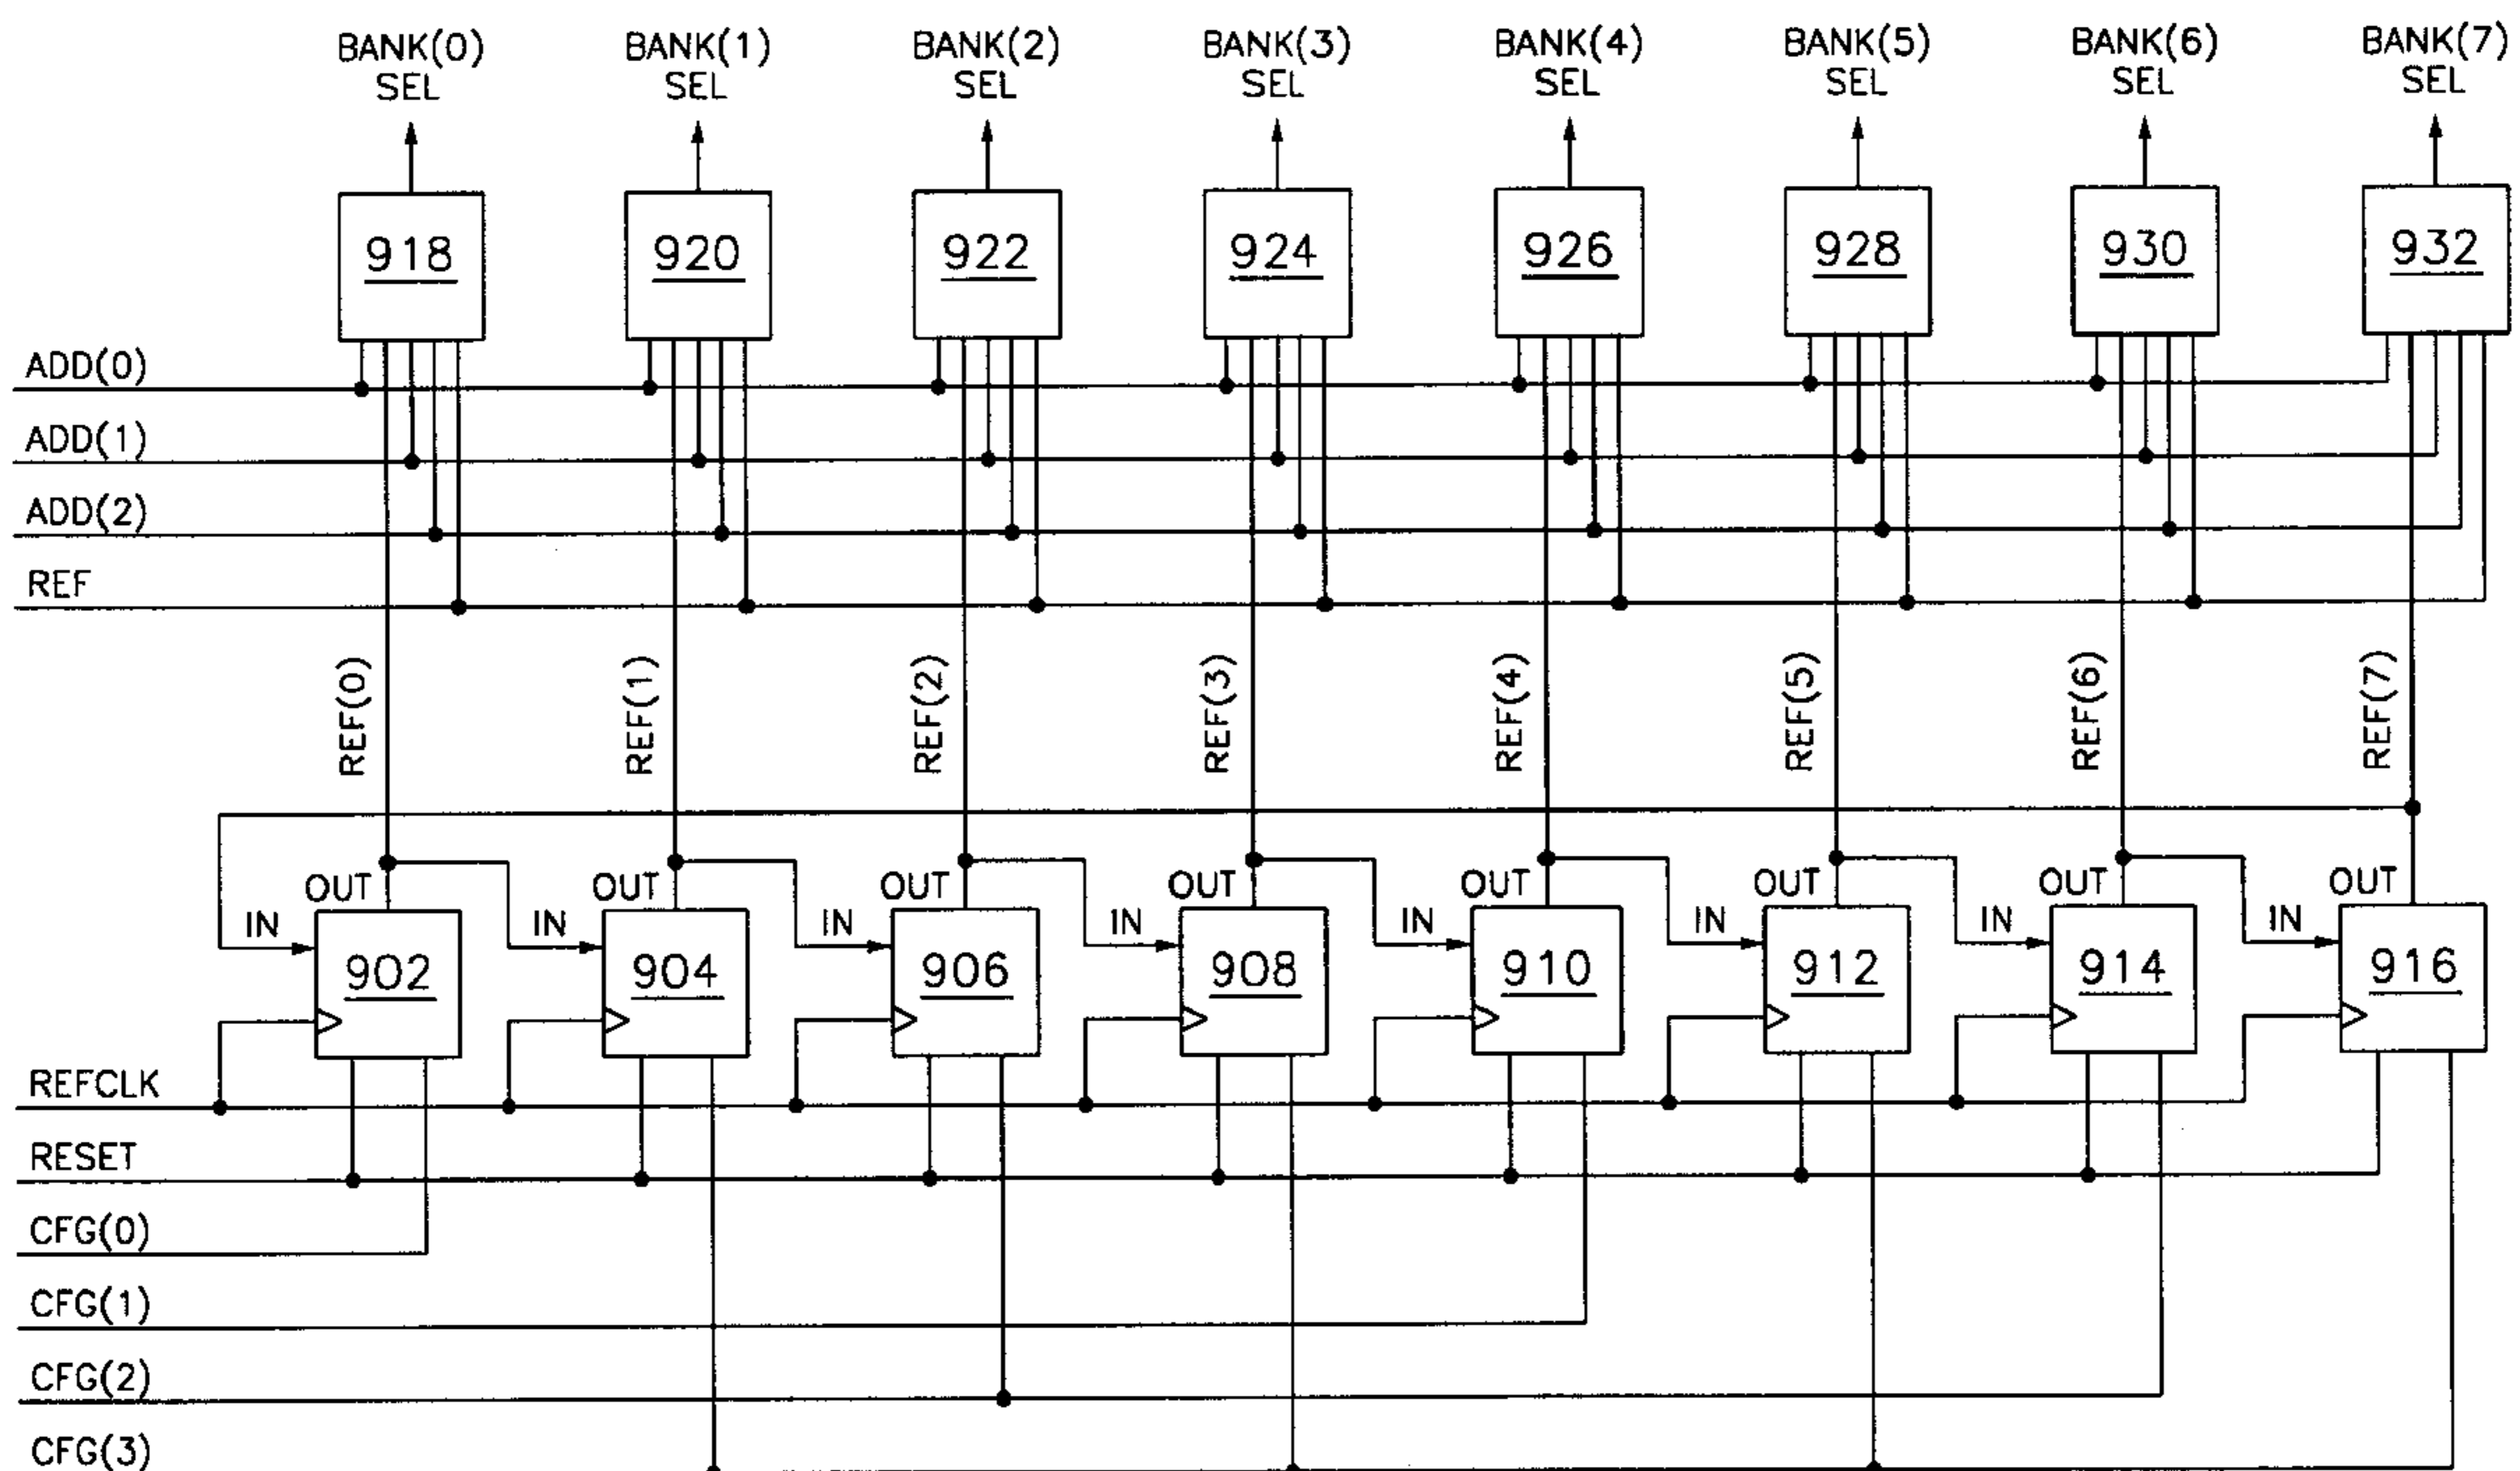 BANK(0) BANK(1) BANK(2) BANK(3) BANK(4) BANK(5) BANK(6) BANK(7)
SEL SEL SEL SEL SEL SEL SEL SEL
918 920 922 924 926 928 930 932
ADD(0)
ADD(1)
ADD(2)
REF
REF(0) REF(1) REF(2) REF(3) REF(4) REF(5) REF(6) REF(7)
OUT OUT OUT OUT OUT OUT OUT OUT
IN IN IN IN IN IN IN IN
902 904 906 908 910 912 914 916
REFCLK
RESET
CFG(0)
CFG(1)
CFG(2)
CFG(3)